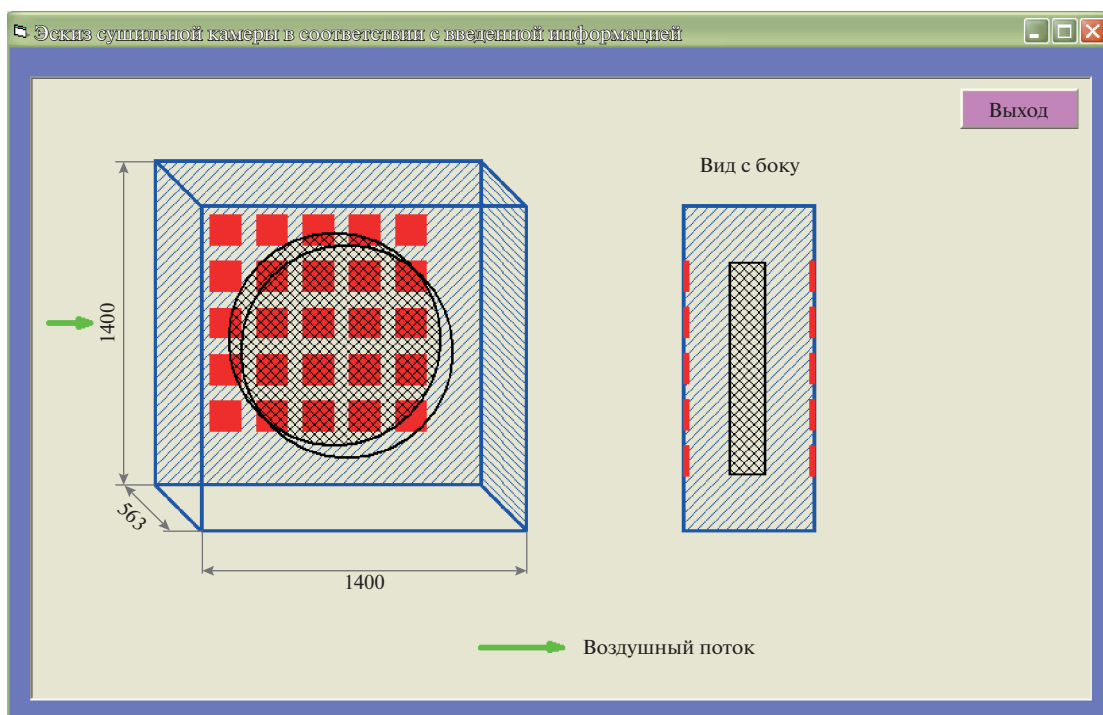 Эскиз сушильной камеры в соответствии с введенной информацией
Выход
Вид с боку
1400
563
1400
Воздушный поток